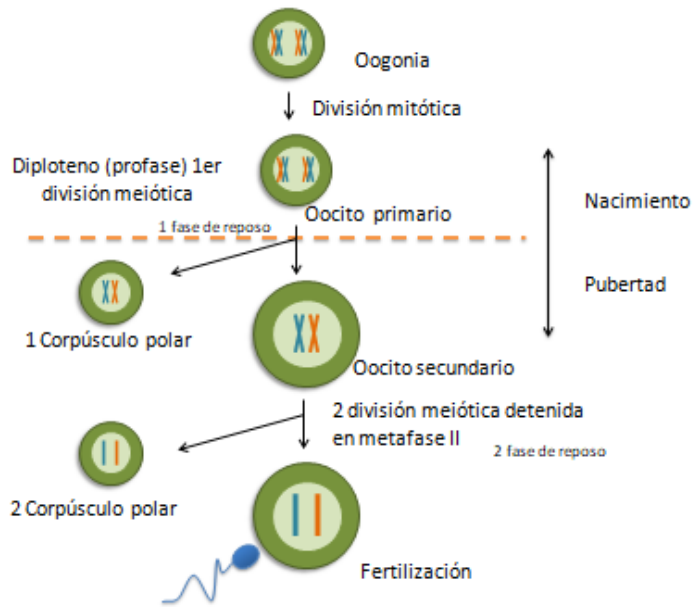 Oogonia
División mitótica
Diploteno (profase) 1er
división meiótica
Oocito primario
Nacimiento
1 fase de reposo
Pubertad
1 Corpúsculo polar
Oocito secundario
2 división meiótica detenida
en metafase II
2 fase de reposo
2 Corpúsculo polar
Fertilización